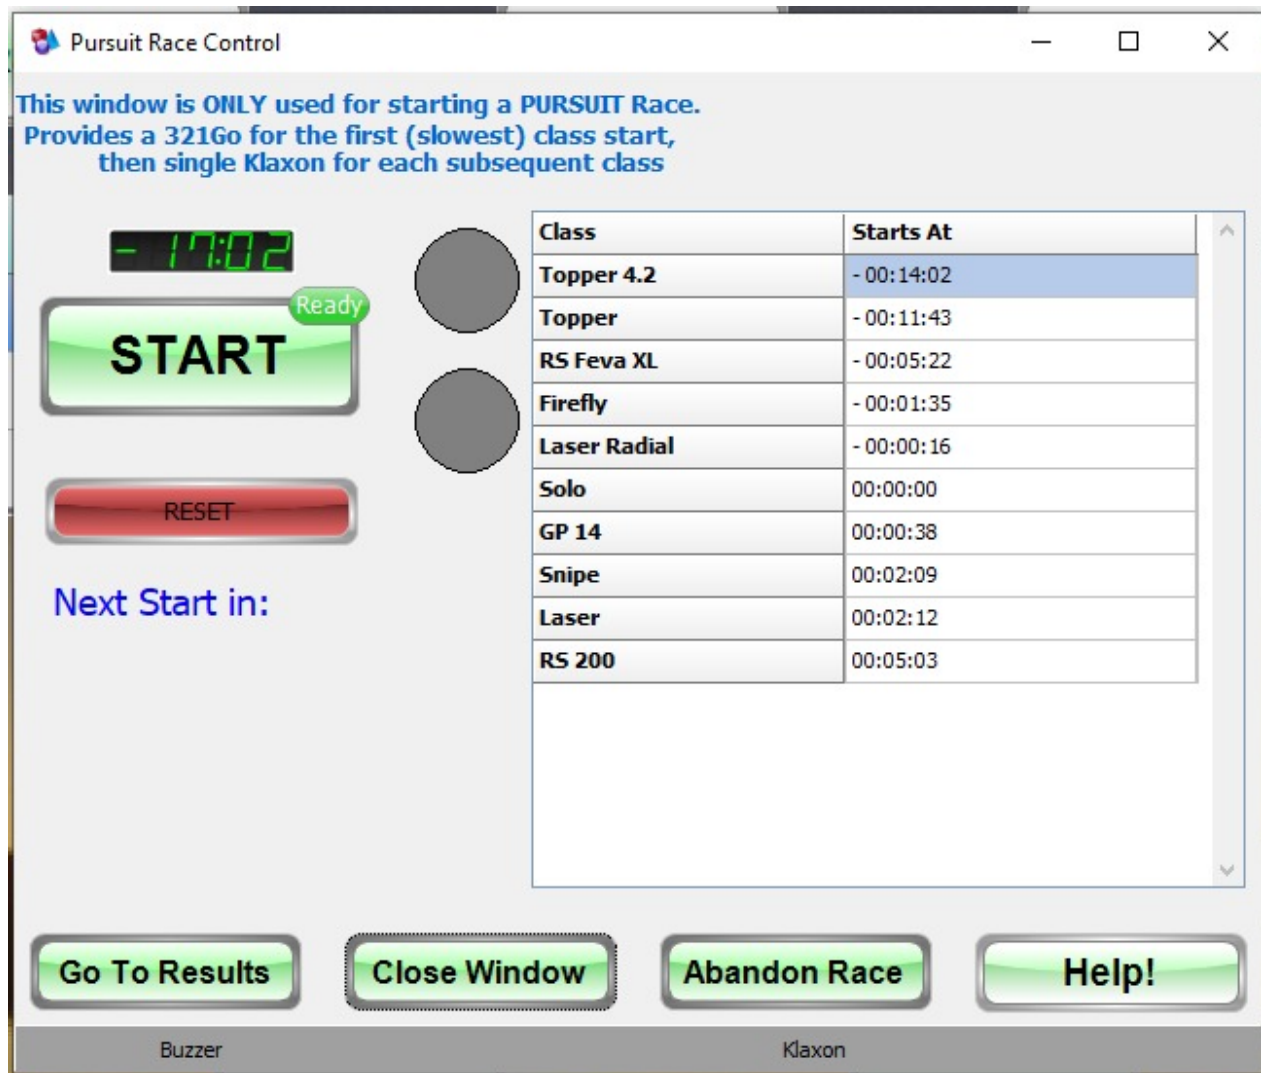 Pursuit Race Control
This window is ONLY used for starting a PURSUIT Race.
Provides a 321Go for the first (slowest) class start,
then single Klaxon for each subsequent class
- 17:02
Ready
START
RESET
Next Start in:
Class Starts At
Topper 4.2 - 00:14:02
Topper - 00:11:43
RS Feva XL - 00:05:22
Firefly - 00:01:35
Laser Radial - 00:00:16
Solo 00:00:00
GP 14 00:00:38
Snipe 00:02:09
Laser 00:02:12
RS 200 00:05:03
Go To Results Close Window Abandon Race Help!
Buzzer Klaxon